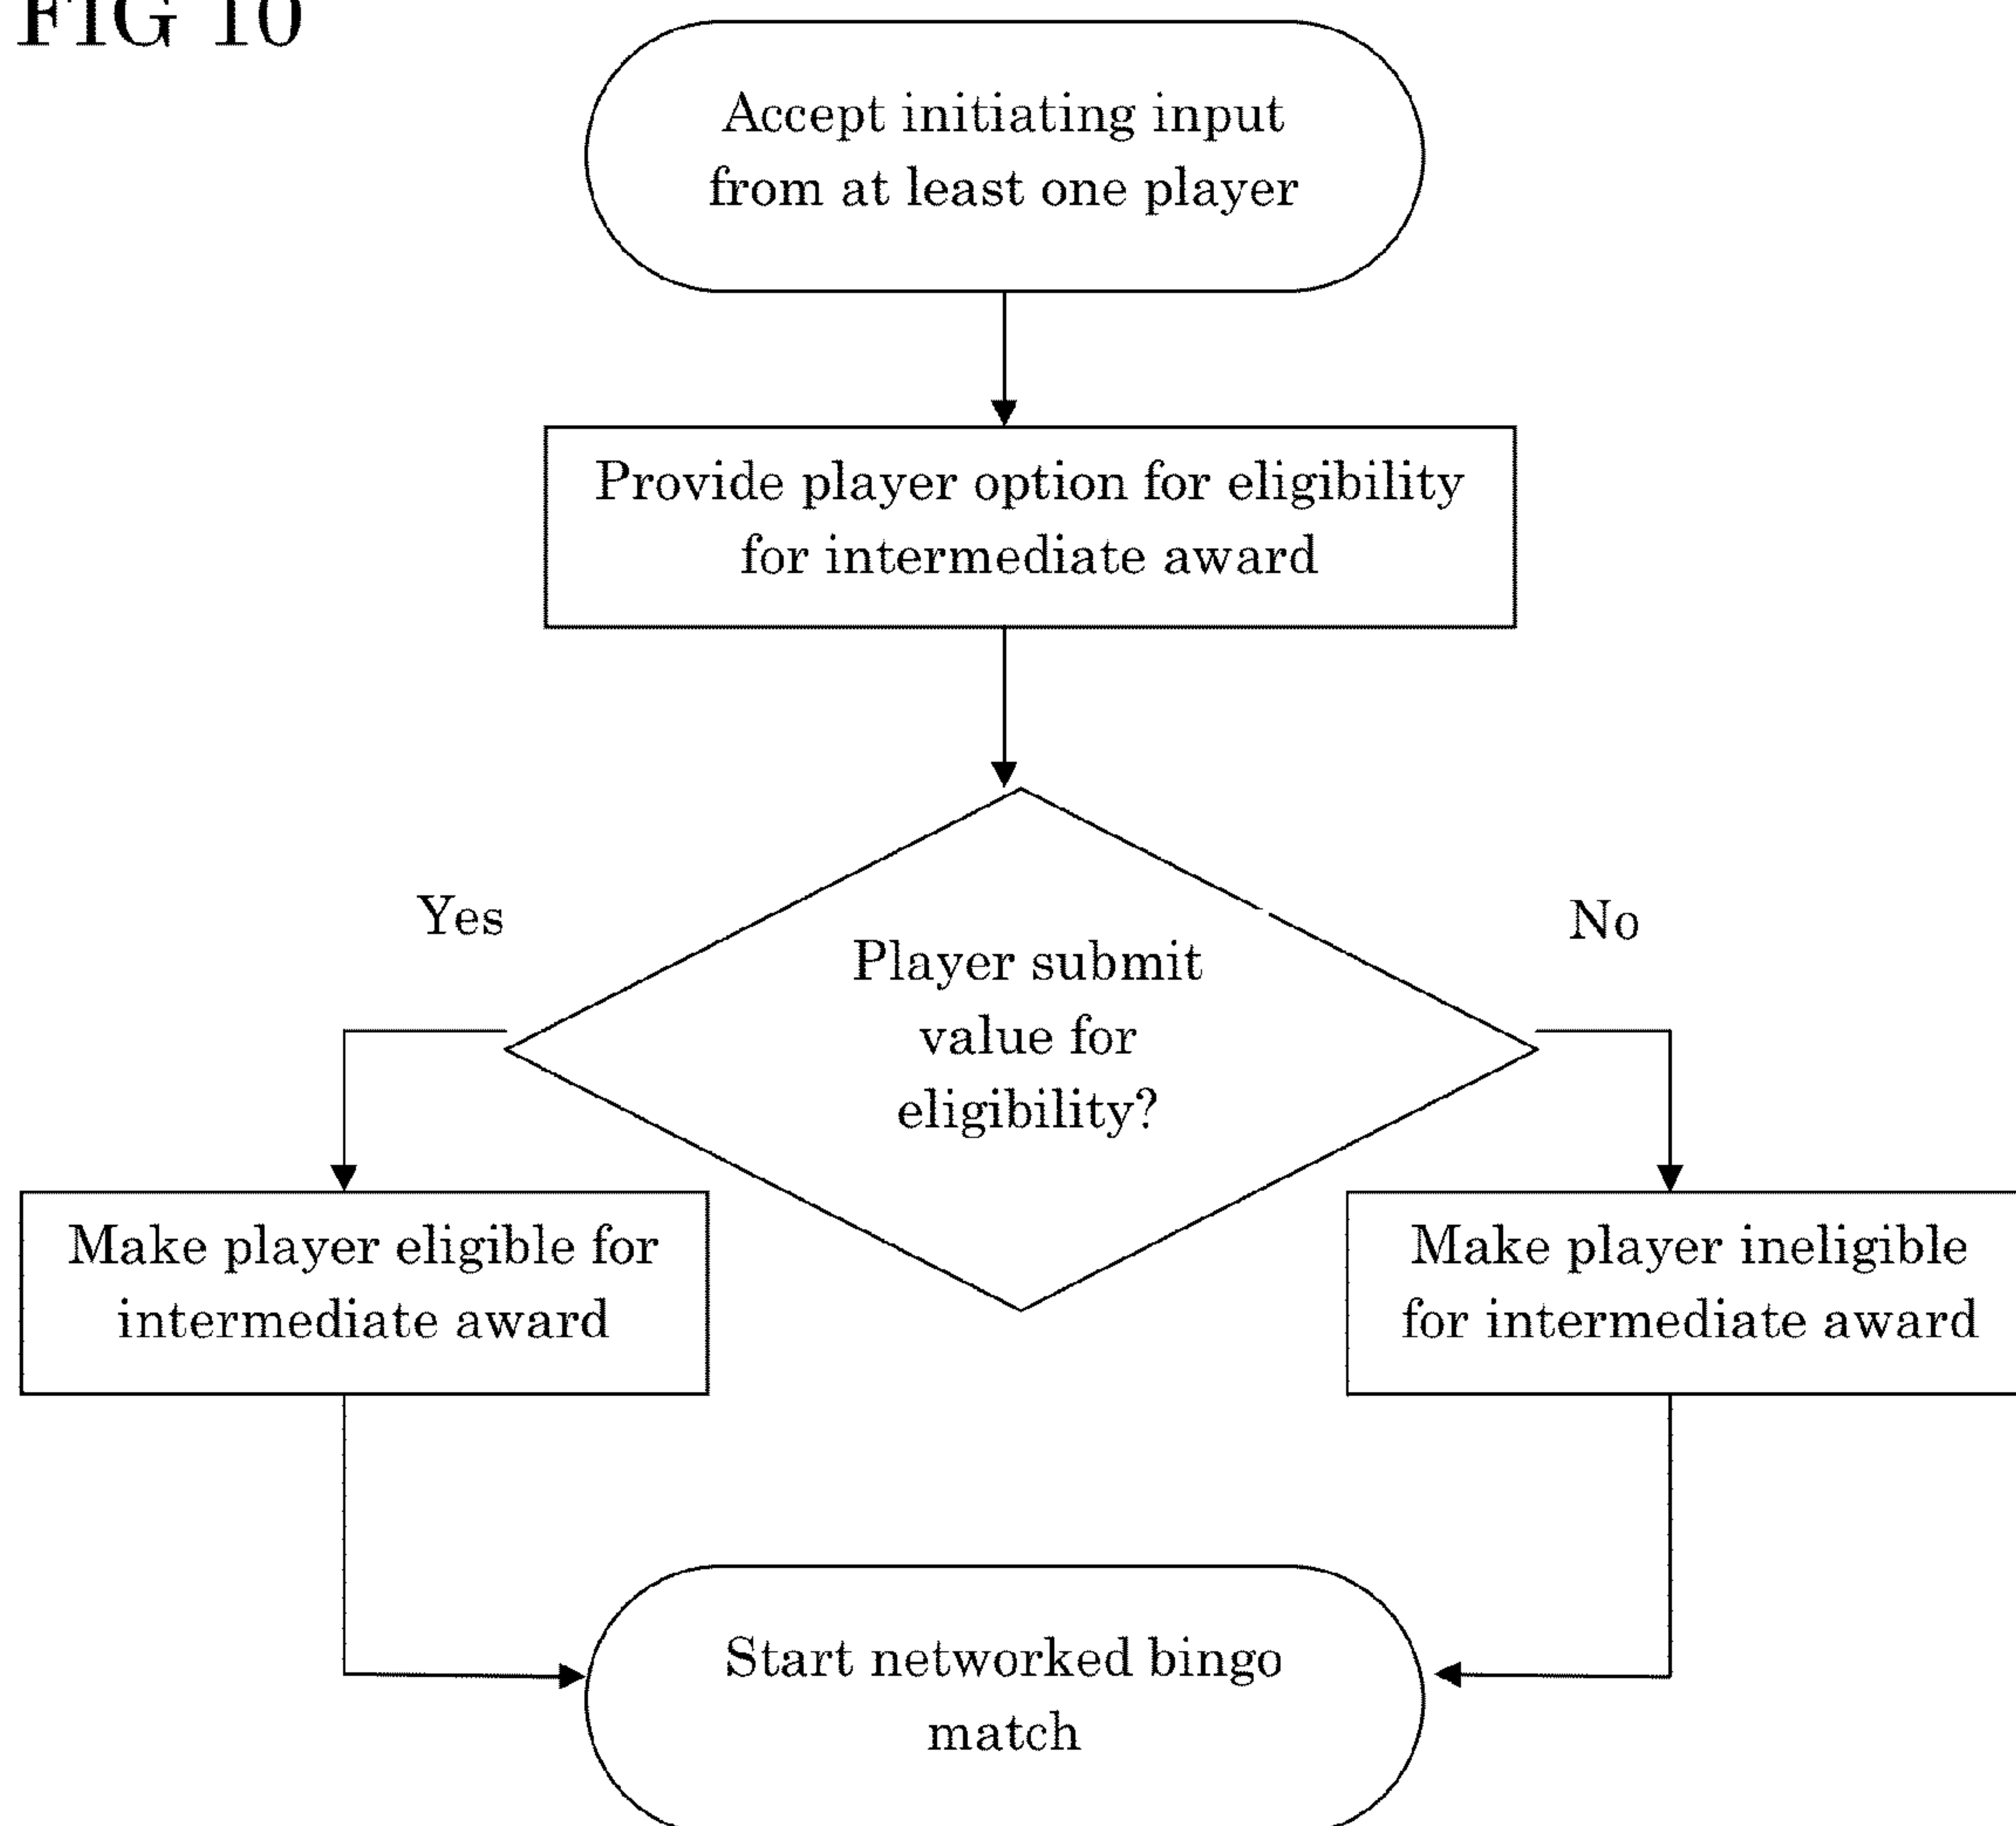 FIG 10
Accept initiating input
from at least one player
Provide player option for eligibility
for intermediate award
Yes
No
Player submit
value for
eligibility?
Make player eligible for
intermediate award
Make player ineligible
for intermediate award
Start networked bingo
match